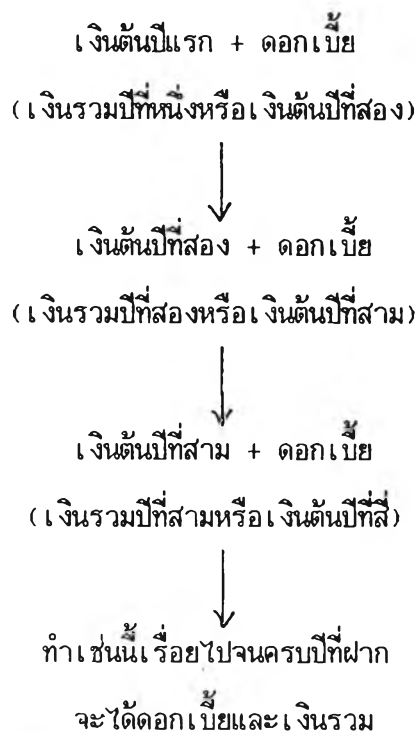 เงินต้นปีแรก + ดอกเบี้ย
(เงินรวมปีที่หนึ่งหรือเงินต้นปีที่สอง)
เงินต้นปีที่สอง + ดอกเบี้ย
(เงินรวมปีที่สองหรือเงินต้นปีที่สาม)
เงินต้นปีที่สาม + ดอกเบี้ย
(เงินรวมปีที่สามหรือเงินต้นปีที่สี่)
ทำเช่นนี้เรื่อยไปจนครบปีที่ฝาก
จะได้ดอกเบี้ยและเงินรวม